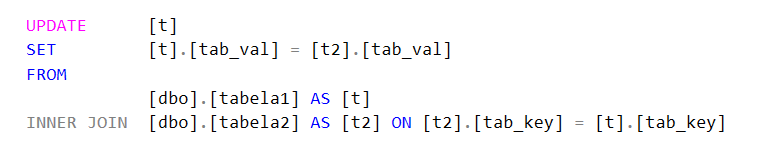 UPDATE [t]
SET [t].[tab_val] = [t2].[tab_val]
FROM
[dbo].[tabela1] AS [t]
INNER JOIN [dbo].[tabela2] AS [t2] ON [t2].[tab_key] = [t].[tab_key]